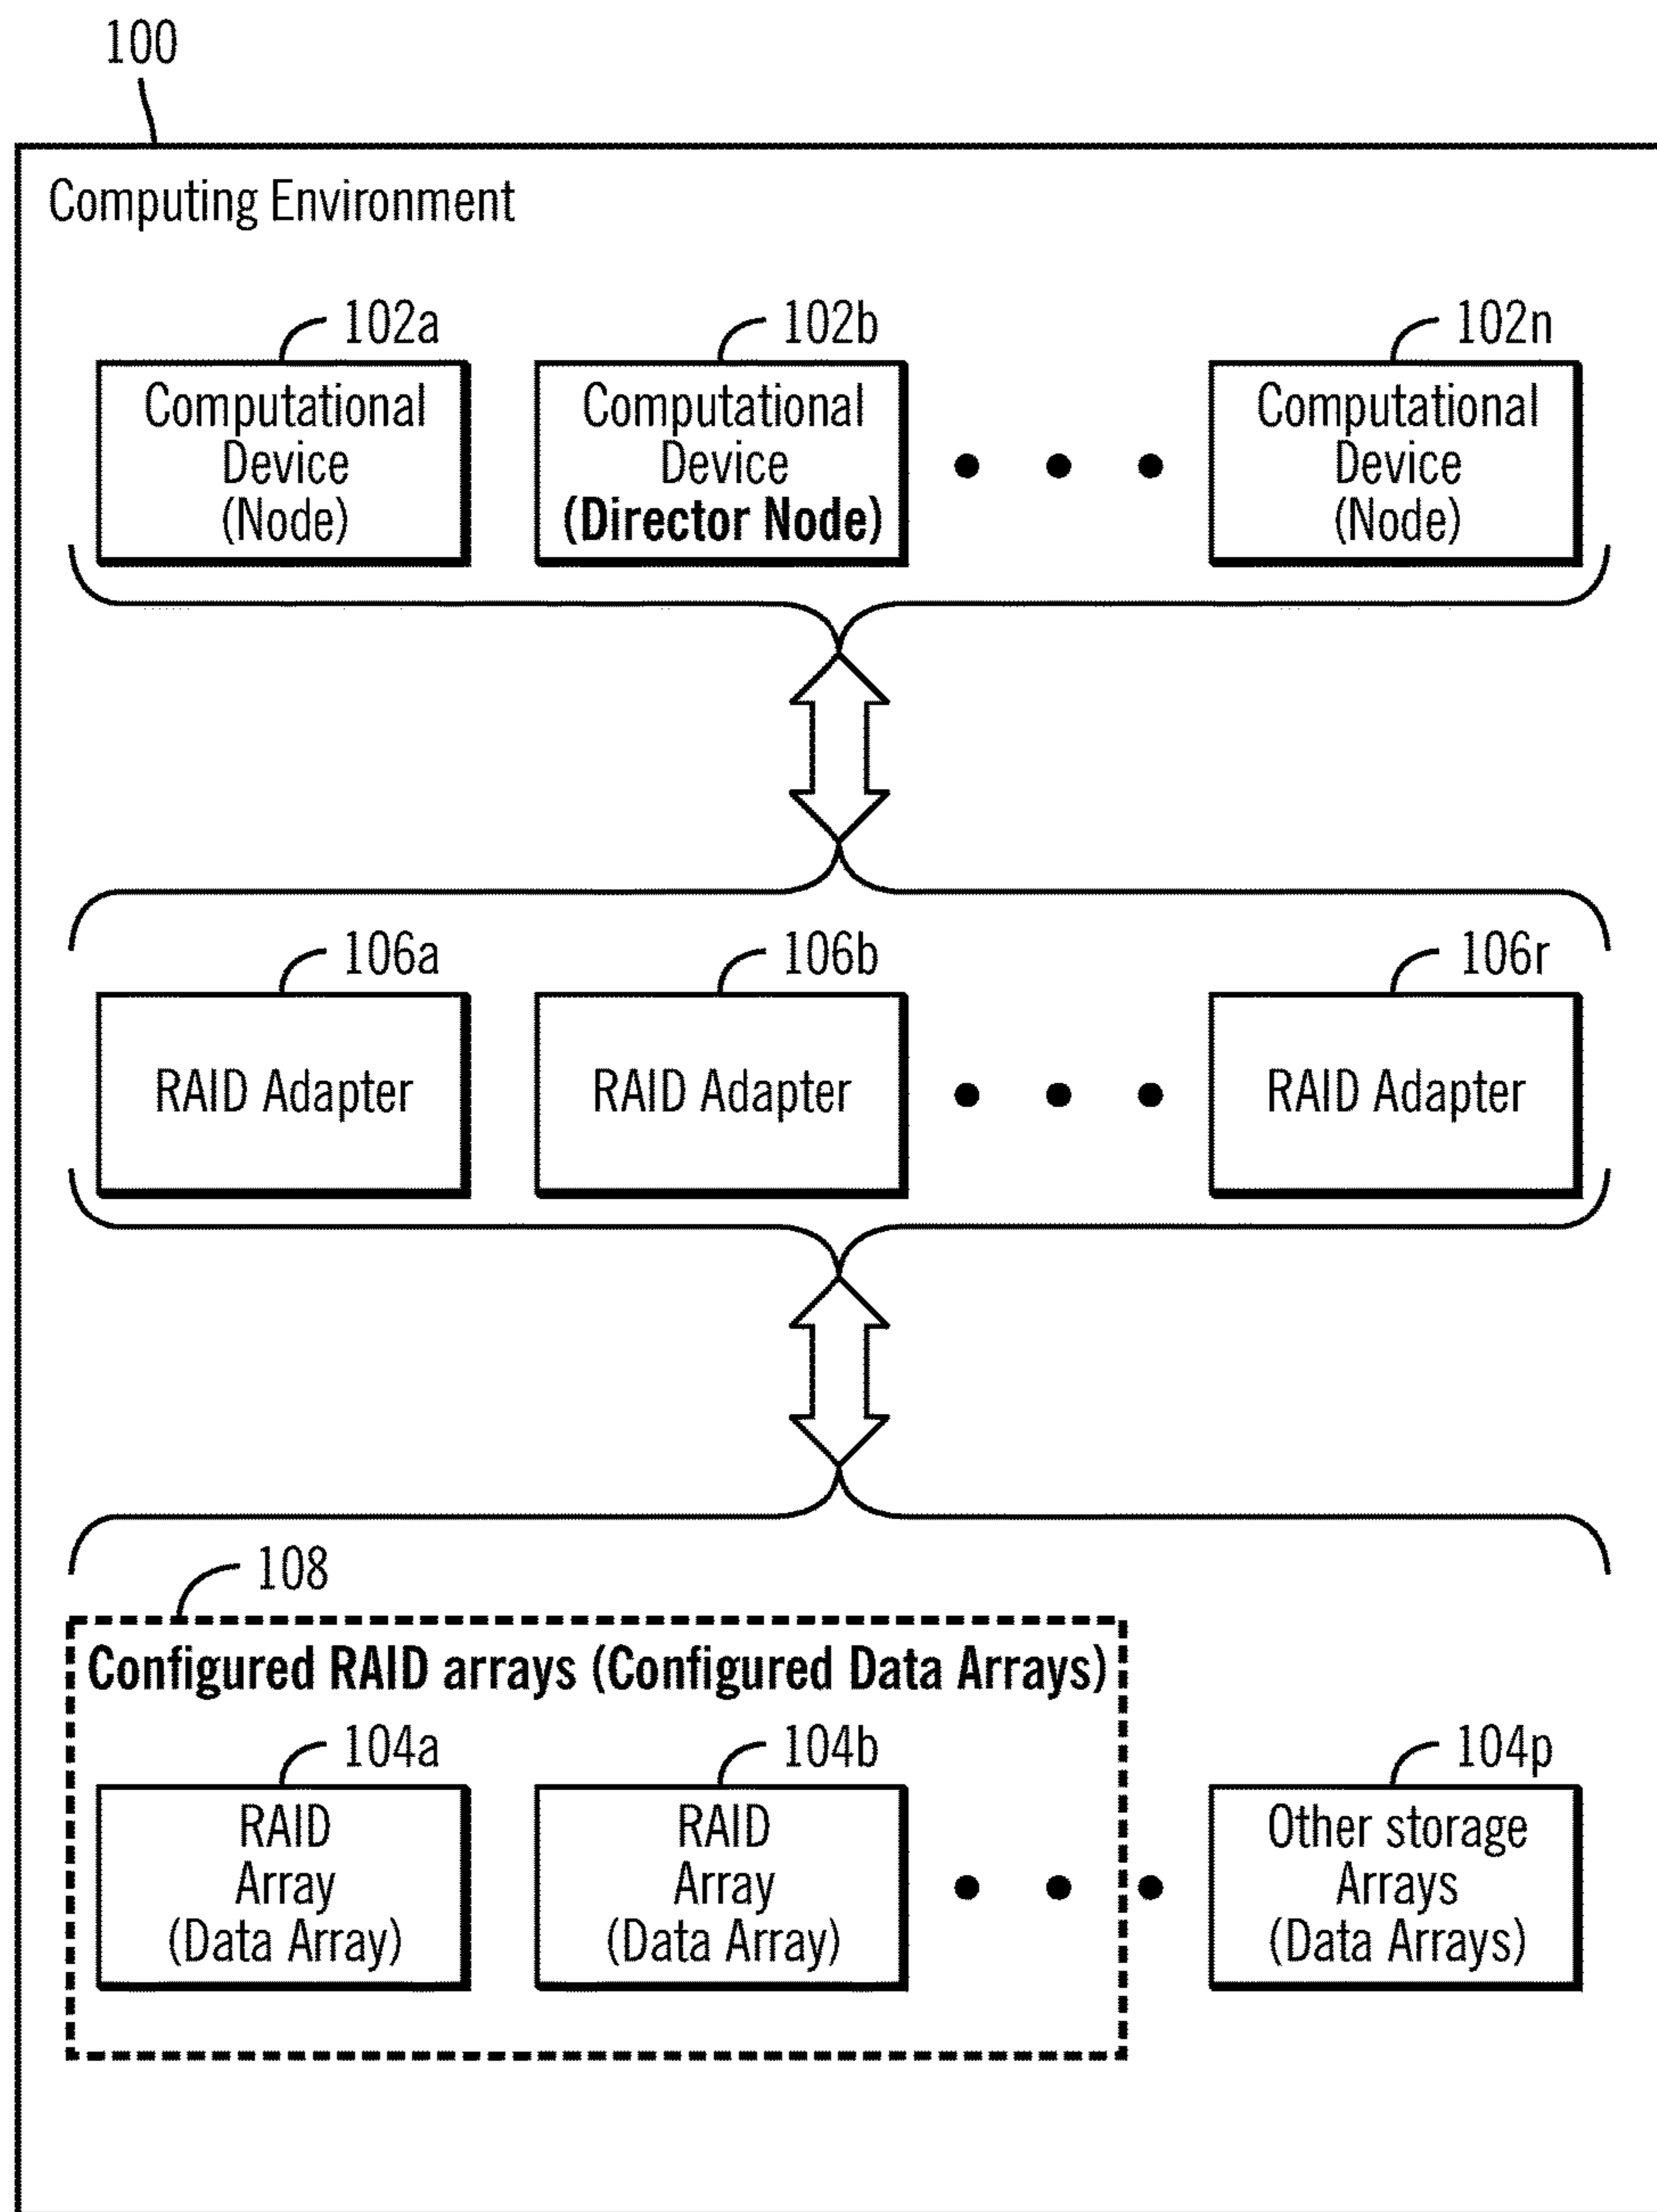 100
Computing Environment
102a
102b
102n
Computational
Device
(Node)
Computational
Device
(Director Node)
Computational
Device
(Node)
106a
106b
106r
RAID Adapter
RAID Adapter
RAID Adapter
108
Configured RAID arrays (Configured Data Arrays)
104a
104b
104p
RAID
Array
(Data Array)
RAID
Array
(Data Array)
Other storage
Arrays
(Data Arrays)